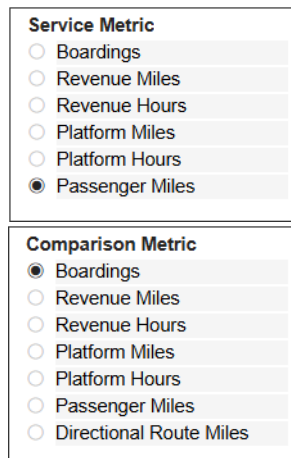 Service Metric
Boardings
Revenue Miles
Revenue Hours
Platform Miles
Platform Hours
Passenger Miles
Comparison Metric
Boardings
Revenue Miles
Revenue Hours
Platform Miles
Platform Hours
Passenger Miles
Directional Route Miles